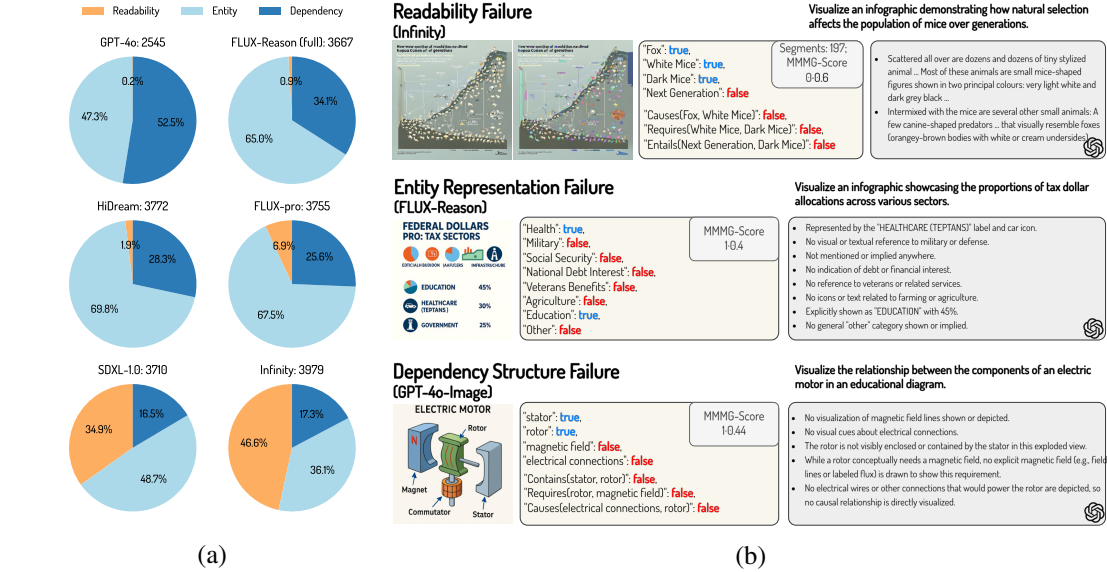 Readability Entity Dependency
GPT-4o: 2545
0.2%
47.3%
52.5%
FLUX-Reason (full): 3667
0.9%
34.1%
65.0%
HiDream: 3772
1.9%
28.3%
69.8%
FLUX-pro: 3755
6.9%
25.6%
67.5%
SDXL-1.0: 3710
16.5%
34.9%
48.7%
Infinity: 3979
17.3%
46.6%
36.1%
(a)
Readability Failure
(Infinity)
Visualize an infographic demonstrating how natural selection
affects the population of mice over generations.
"Fox": true,
"White Mice": true,
"Dark Mice": true,
"Next Generation": false
"Causes(Fox, White Mice)": false,
"Requires(White Mice, Dark Mice)": false,
"Entails(Next Generation, Dark Mice)": false
Segments: 197;
MMMG-Score
0·0.6
• Scattered all over are dozens and dozens of tiny stylized
animal ... Most of these animals are small mice-shaped
figures shown in two principal colours: very light white and
dark grey black ...
• Intermixed with the mice are several other small animals: A
few canine-shaped predators ... that visually resemble foxes
(orangey-brown bodies with white or cream undersides)
Entity Representation Failure
(FLUX-Reason)
Visualize an infographic showcasing the proportions of tax dollar
allocations across various sectors.
FEDERAL DOLLARS
PRO: TAX SECTORS
INFRASTRUCURE
EDUCATION 45%
HEALTHCARE
(TEPTANS) 30%
GOVERNMENT 25%
"Health": true,
"Military": false,
"Social Security": false,
"National Debt Interest": false,
"Veterans Benefits": false,
"Agriculture": false,
"Education": true,
"Other": false
MMMG-Score
1·0.4
• Represented by the "HEALTHCARE (TEPTANS)" label and car icon.
• No visual or textual reference to military or defense.
• Not mentioned or implied anywhere.
• No indication of debt or financial interest.
• No reference to veterans or related services.
• No icons or text related to farming or agriculture.
• Explicitly shown as "EDUCATION" with 45%.
• No general "other" category shown or implied.
Dependency Structure Failure
(GPT-4o-Image)
Visualize the relationship between the components of an electric
motor in an educational diagram.
ELECTRIC MOTOR
Rotor
N
Magnet
Commutator
Stator
"stator": true,
"rotor": true,
"magnetic field": false,
"electrical connections": false
"Contains(stator, rotor)": false,
"Requires(rotor, magnetic field)": false,
"Causes(electrical connections, rotor)": false
MMMG-Score
1·0.44
• No visualization of magnetic field lines shown or depicted.
• No visual cues about electrical connections.
• The rotor is not visibly enclosed or contained by the stator in this exploded view.
• While a rotor conceptually needs a magnetic field, no explicit magnetic field (e.g., field
lines or labeled flux) is drawn to show this requirement.
• No electrical wires or other connections that would power the rotor are depicted, so
no causal relationship is directly visualized.
(b)